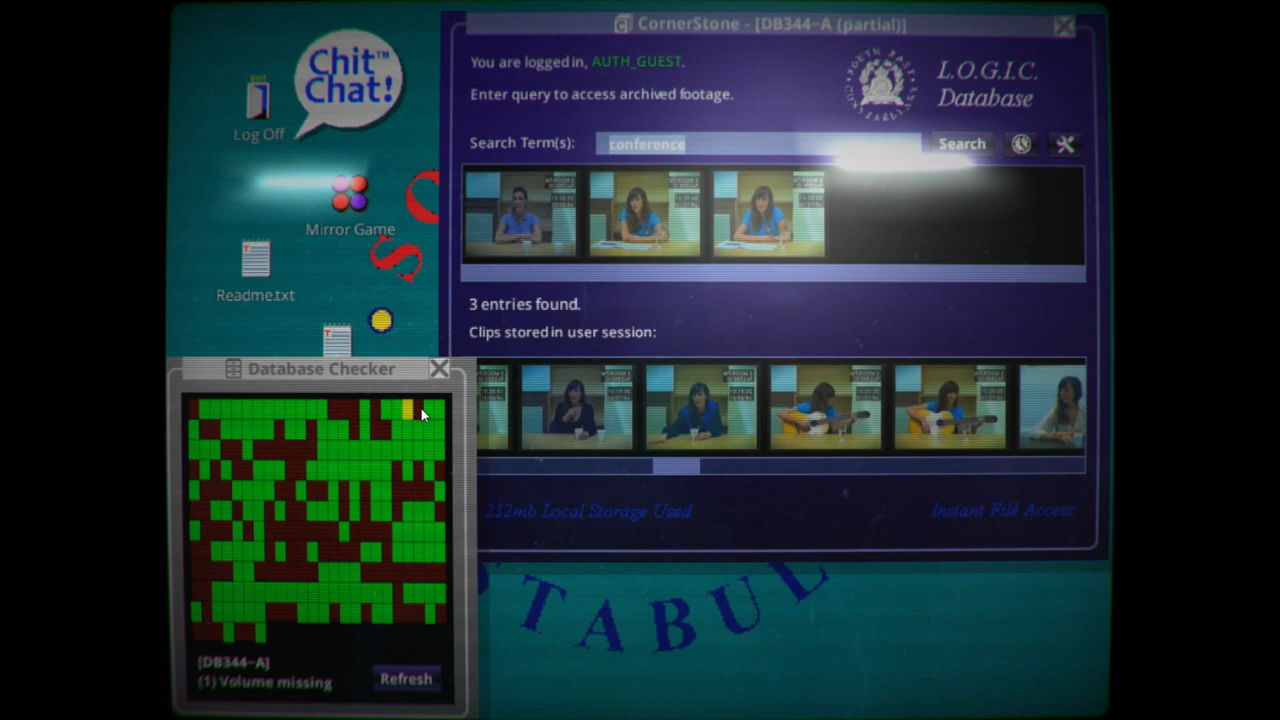 CornerStone - [DB344-A (partial)]
You are logged in, AUTH_GUEST.
Enter query to access archived footage.
L.O.G.I.C.
Database
Search Term(s):
conference
Search
3 entries found.
Clips stored in user session:
232mb Local Storage Used
Instant File Access
Chit™
Chat!
EXIT
Log Off
Mirror Game
Readme.txt
Database Checker
[DB344-A]
(1) Volume missing
Refresh
TABUL